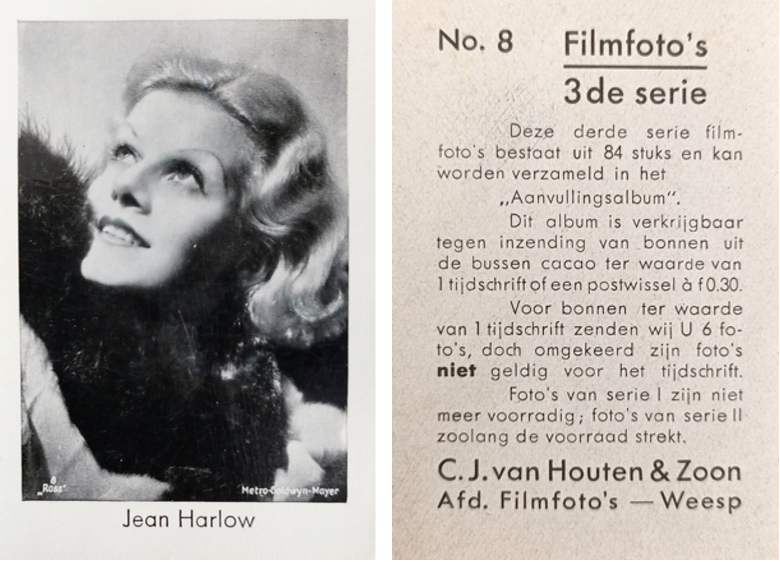 8
„Ross"
Metro-Goldwyn-Mayer
Jean Harlow
No. 8
Filmfoto's
3de serie
Deze derde serie film-
foto's bestaat uit 84 stuks en kan
worden verzameld in het
„Aanvullingsalbum".
Dit album is verkrijgbaar
tegen inzending van bonnen uit
de bussen cacao ter waarde van
1 tijdschrift of een postwissel à f 0.30.
Voor bonnen ter waarde
van 1 tijdschrift zenden wij U 6 fo-
to's, doch omgekeerd zijn foto's
niet geldig voor het tijdschrift.
Foto's van serie I zijn niet
meer voorradig; foto's van serie II
zoolang de voorraad strekt.
C. J. van Houten & Zoon
Afd. Filmfoto's — Weesp